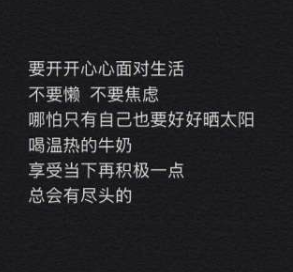 要开开心心面对生活
不要懒 不要焦虑
哪怕只有自己也要好好晒太阳
喝温热的牛奶
享受当下再积极一点
总会有尽头的